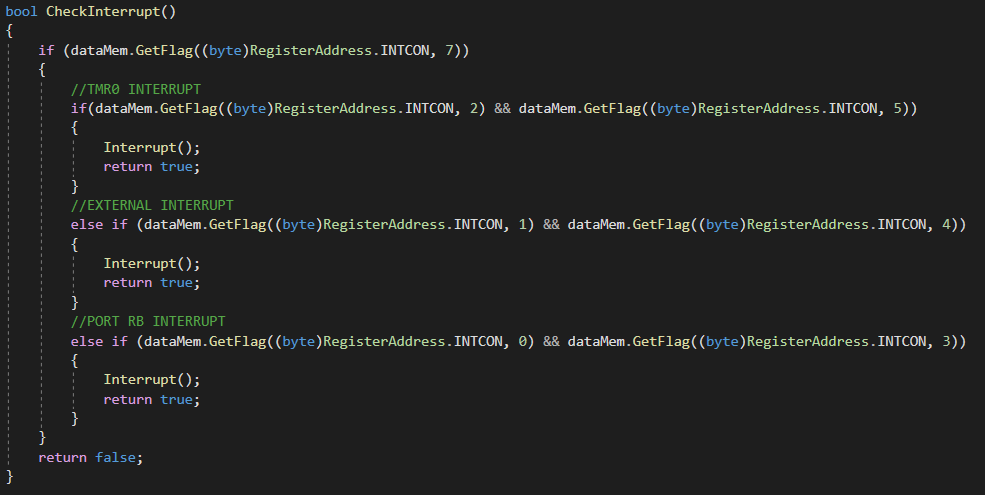 bool CheckInterrupt()
{
    if (dataMem.GetFlag((byte)RegisterAddress.INTCON, 7))
    {
        //TMR0 INTERRUPT
        if(dataMem.GetFlag((byte)RegisterAddress.INTCON, 2) && dataMem.GetFlag((byte)RegisterAddress.INTCON, 5))
        {
            Interrupt();
            return true;
        }
        //EXTERNAL INTERRUPT
        else if (dataMem.GetFlag((byte)RegisterAddress.INTCON, 1) && dataMem.GetFlag((byte)RegisterAddress.INTCON, 4))
        {
            Interrupt();
            return true;
        }
        //PORT RB INTERRUPT
        else if (dataMem.GetFlag((byte)RegisterAddress.INTCON, 0) && dataMem.GetFlag((byte)RegisterAddress.INTCON, 3))
        {
            Interrupt();
            return true;
        }
    }
    return false;
}